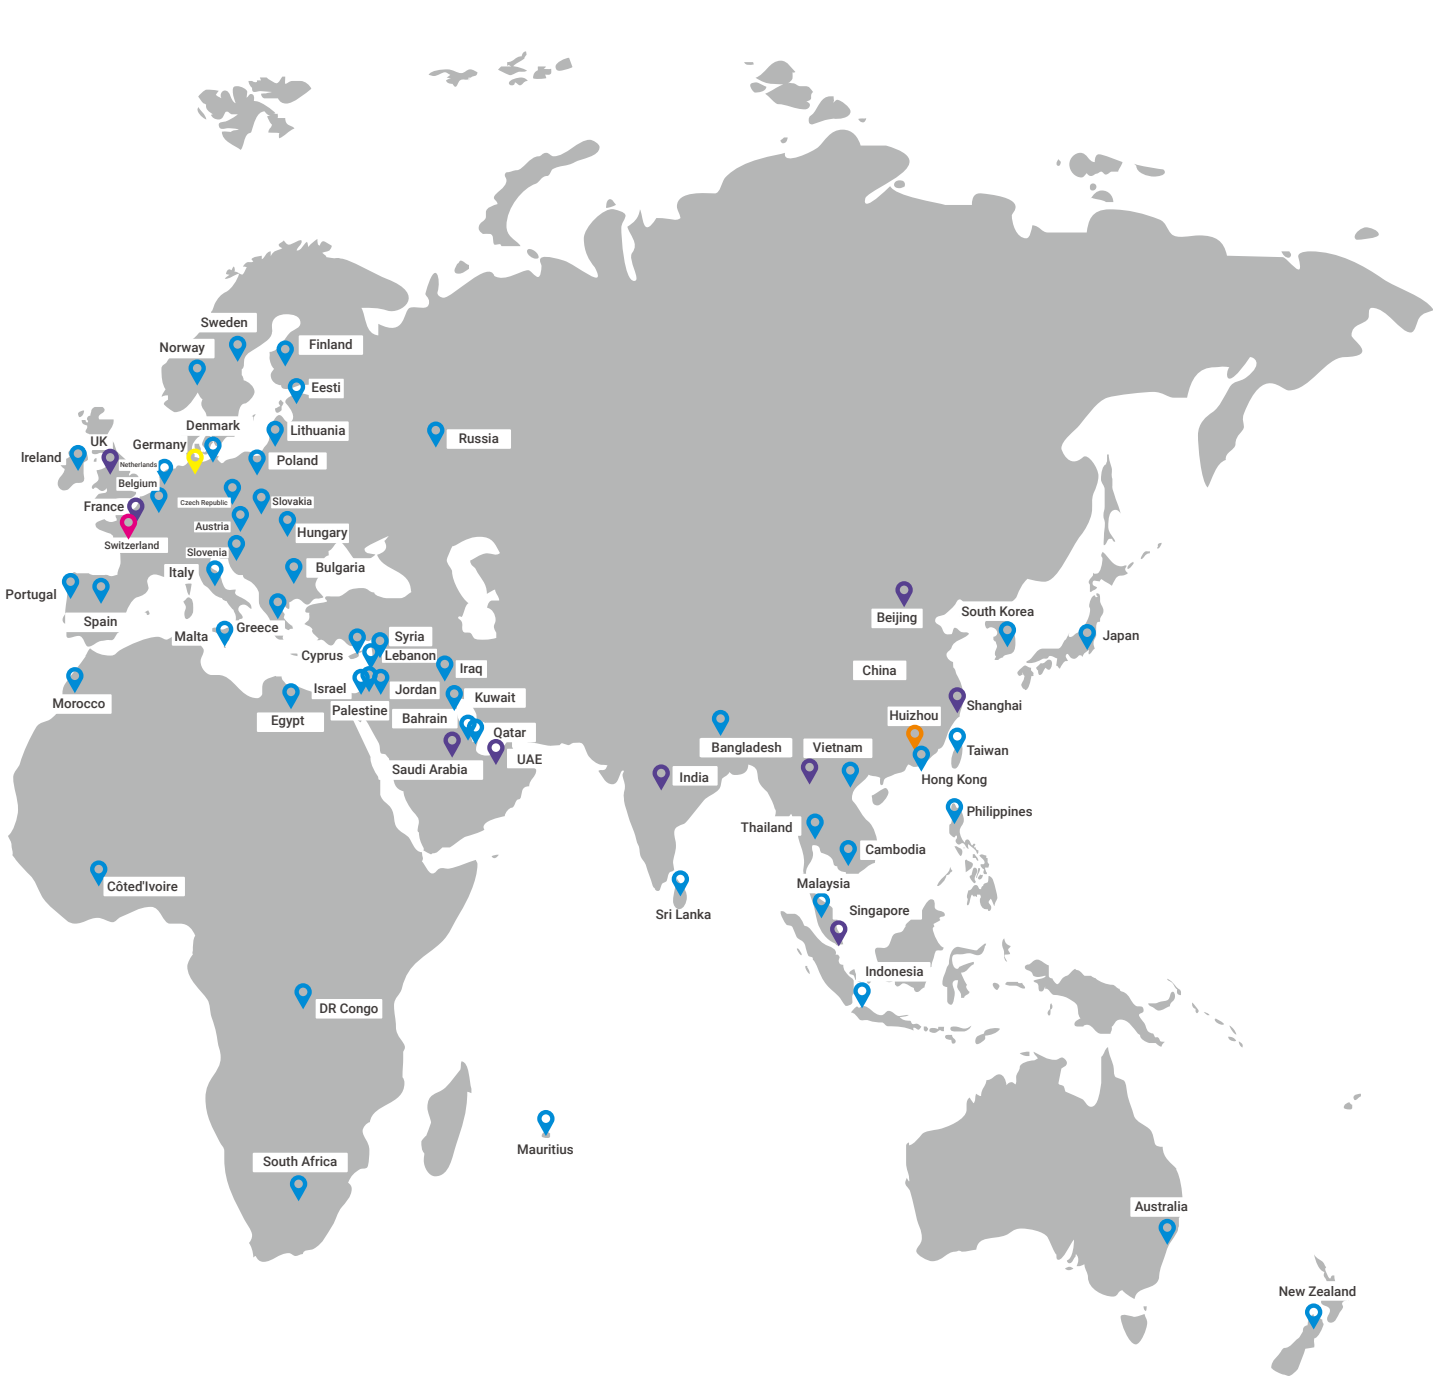 Sweden
Finland
Norway
Eesti
Denmark
Lithuania
Russia
UK
Germany
Ireland
Netherlands
Poland
Belgium
Czech Republic
Slovakia
France
Austria
Hungary
Switzerland
Slovenia
Italy
Bulgaria
Portugal
Spain
Malta
Greece
Syria
Cyprus
Lebanon
Iraq
Israel
Jordan
Kuwait
Morocco
Palestine
Egypt
Bahrain
Qatar
UAE
Saudi Arabia
Beijing
South Korea
Japan
China
Shanghai
Huizhou
Bangladesh
Vietnam
Taiwan
India
Hong Kong
Philippines
Thailand
Cambodia
Malaysia
Côted'Ivoire
Sri Lanka
Singapore
Indonesia
DR Congo
Mauritius
South Africa
Australia
New Zealand